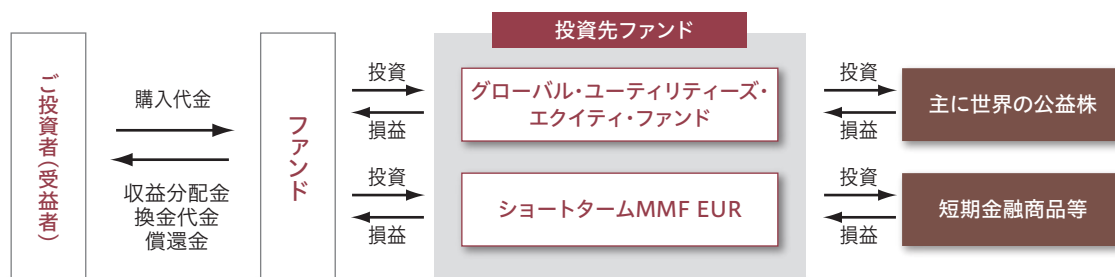 ご投資者(受益者)
購入代金
収益分配金
換金代金
償還金
ファンド
投資
損益
投資
損益
投資先ファンド
グローバル・ユーティリティーズ・
エクイティ・ファンド
ショートタームMMF EUR
投資
損益
投資
損益
主に世界の公益株
短期金融商品等